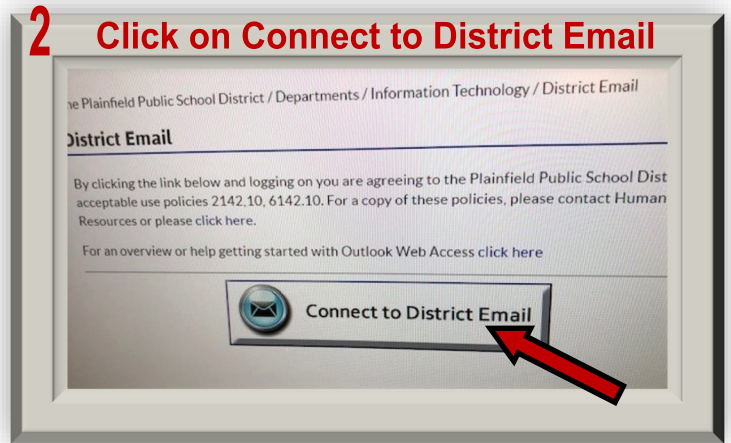 2 Click on Connect to District Email
he Plainfield Public School District / Departments / Information Technology / District Email
District Email
By clicking the link below and logging on you are agreeing to the Plainfield Public School Dist
acceptable use policies 2142.10, 6142.10. For a copy of these policies, please contact Human
Resources or please click here.
For an overview or help getting started with Outlook Web Access click here
Connect to District Email